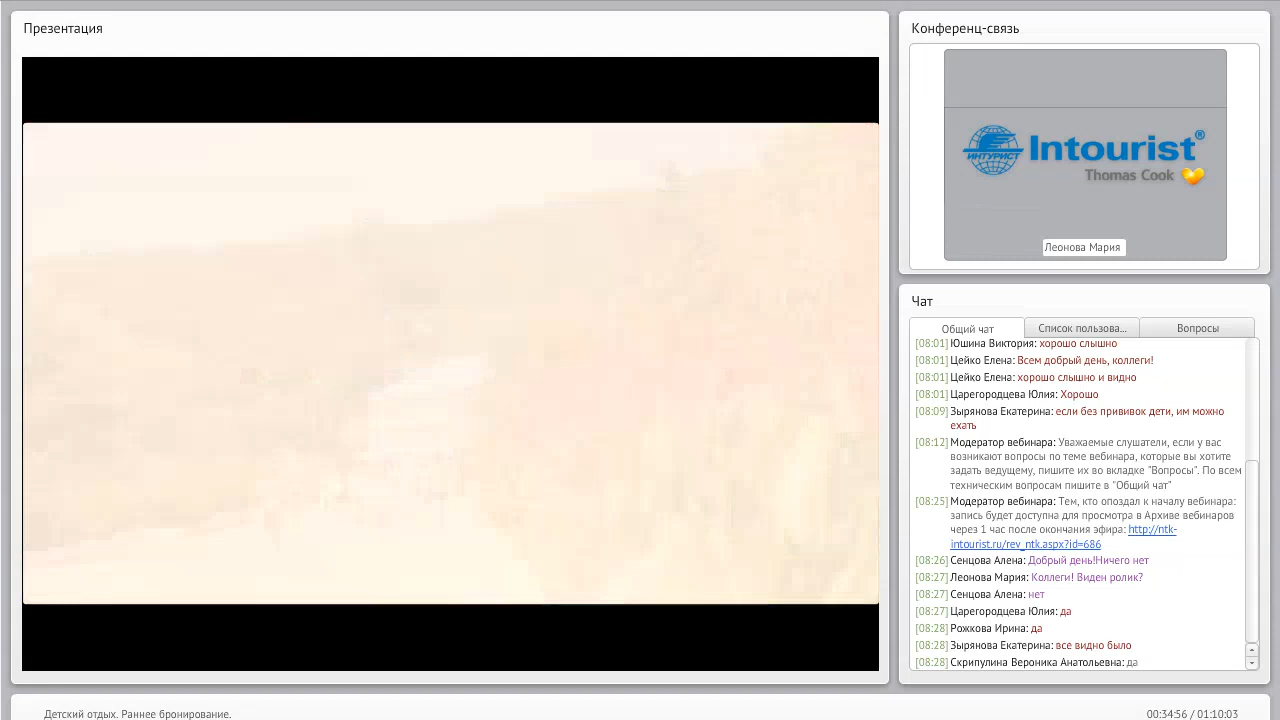 Презентация
Конференц-связь
ИНТУРИСТ
Intourist®
Thomas Cook
Леонова Мария
Чат
Общий чат
Список пользова...
Вопросы
[08:01] Юшина Виктория: хорошо слышно
[08:01] Цейко Елена: Всем добрый день, коллеги!
[08:01] Цейко Елена: хорошо слышно и видно
[08:01] Царегородцева Юлия: Хорошо
[08:09] Зырянова Екатерина: если без прививок дети, им можно
ехать
[08:12] Модератор вебинара: Уважаемые слушатели, если у вас
возникают вопросы по теме вебинара, которые вы хотите
задать ведущему, пишите их во вкладке "Вопросы". По всем
техническим вопросам пишите в "Общий чат"
[08:25] Модератор вебинара: Тем, кто опоздал к началу вебинара:
запись будет доступна для просмотра в Архиве вебинаров
через 1 час после окончания эфира: http://ntk-
intourist.ru/rev_ntk.aspx?id=686
[08:26] Сенцова Алена: Добрый день!Ничего нет
[08:27] Леонова Мария: Коллеги! Виден ролик?
[08:27] Сенцова Алена: нет
[08:27] Царегородцева Юлия: да
[08:28] Рожкова Ирина: да
[08:28] Зырянова Екатерина: все видно было
[08:28] Скрипулина Вероника Анатольевна: да
Детский отдых. Раннее бронирование.
00:34:56 / 01:10:03